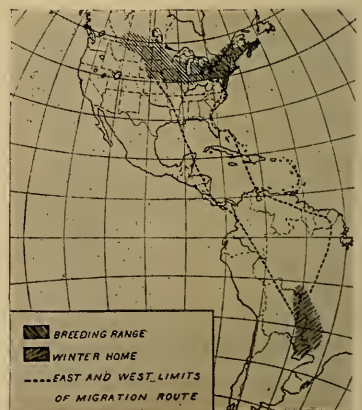 BREEDING RANGE
WINTER HOME
EAST AND WEST LIMITS
OF MIGRATION ROUTE